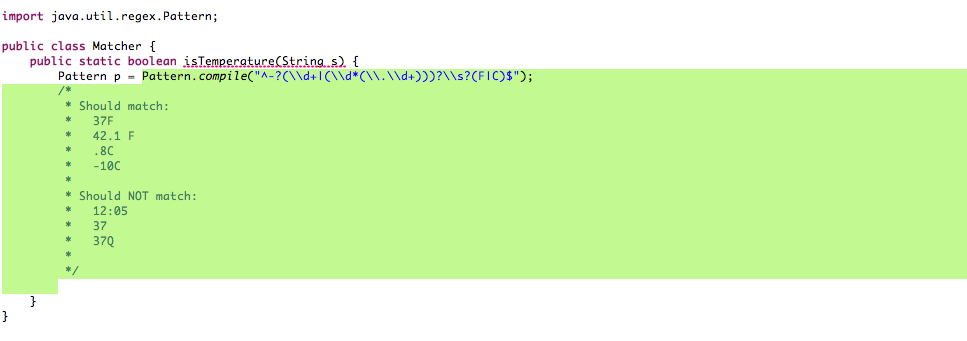 import java.util.regex.Pattern;
public class Matcher {
public static boolean isTemperature(String s) {
Pattern p = Pattern.compile("^-?(\\d+|(\\d*(\\.\\d+)))?\\s?(F|C)$");
/*
* Should match:
* 37F
* 42.1 F
* .8C
* -10C
*
* Should NOT match:
* 12:05
* 37
* 37Q
*
*/
}
}